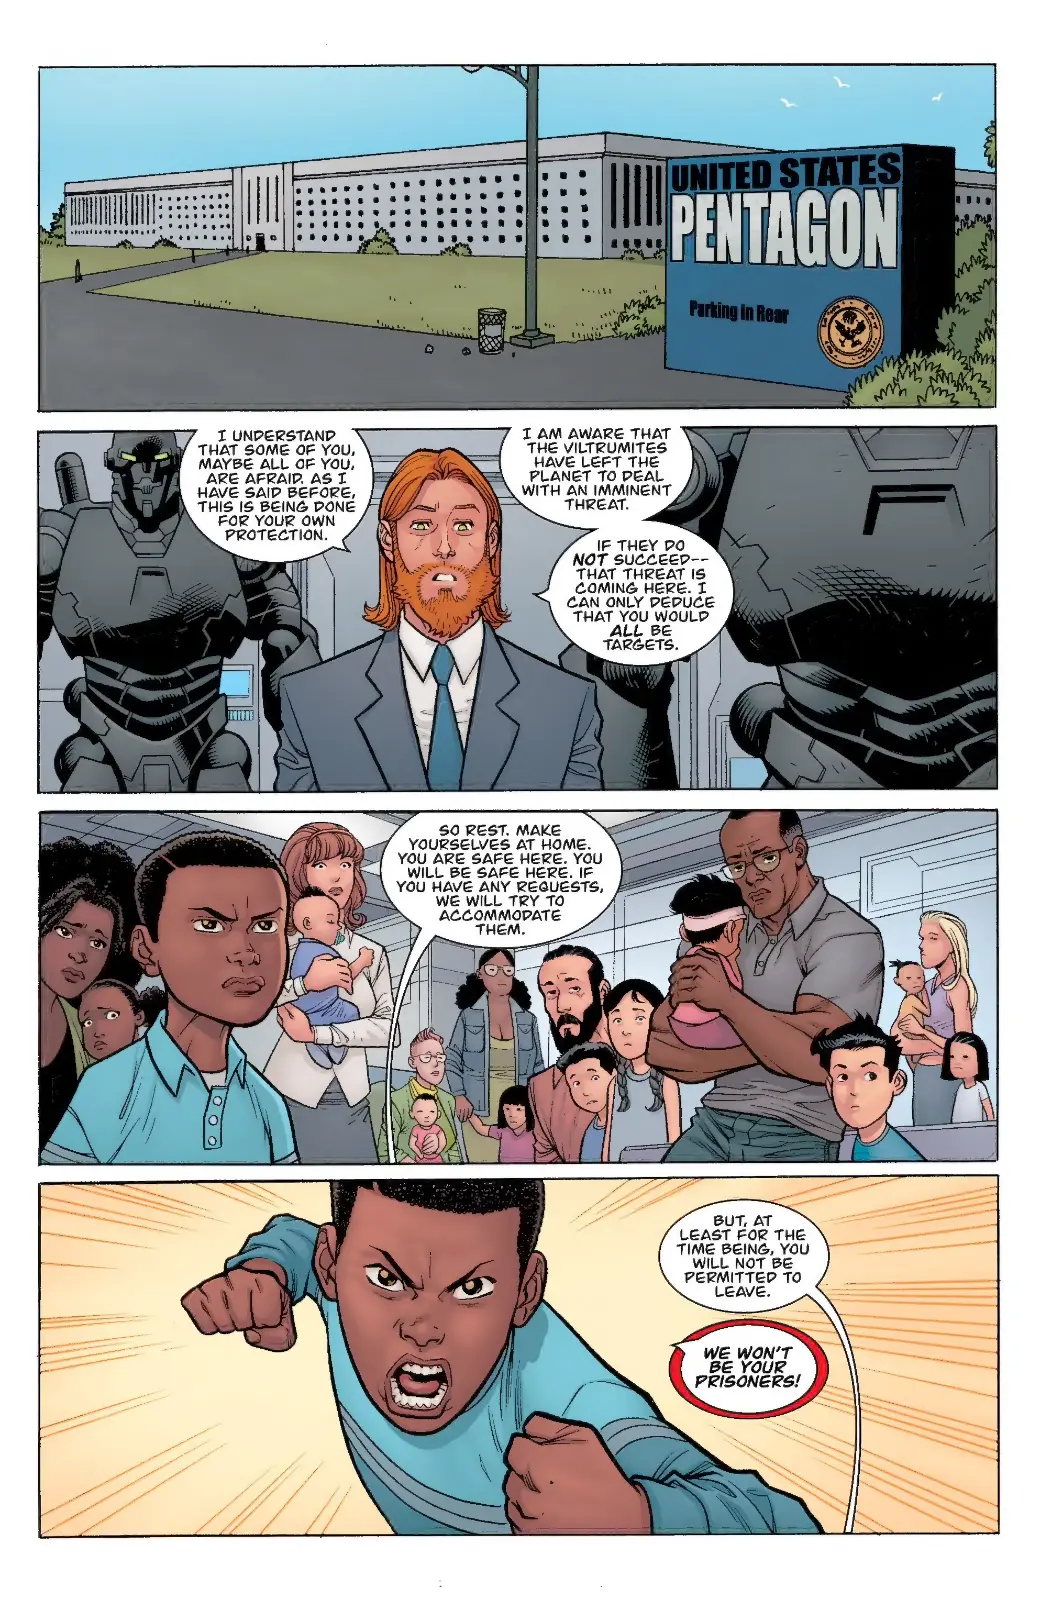 UNITED STATES
PENTAGON
Parking in Rear
I UNDERSTAND
THAT SOME OF YOU,
MAYBE ALL OF YOU,
ARE AFRAID. AS I
HAVE SAID BEFORE,
THIS IS BEING DONE
FOR YOUR OWN
PROTECTION.
I AM AWARE THAT
THE VILTRUMITES
HAVE LEFT THE
PLANET TO DEAL
WITH AN IMMINENT
THREAT.
IF THEY DO
NOT SUCCEED--
THAT THREAT IS
COMING HERE. I
CAN ONLY DEDUCE
THAT YOU WOULD
ALL BE
TARGETS.
SO REST. MAKE
YOURSELVES AT HOME.
YOU ARE SAFE HERE. YOU
WILL BE SAFE HERE. IF
YOU HAVE ANY REQUESTS,
WE WILL TRY TO
ACCOMMODATE
THEM.
BUT, AT
LEAST FOR THE
TIME BEING, YOU
WILL NOT BE
PERMITTED TO
LEAVE.
WE WON'T
BE YOUR
PRISONERS!